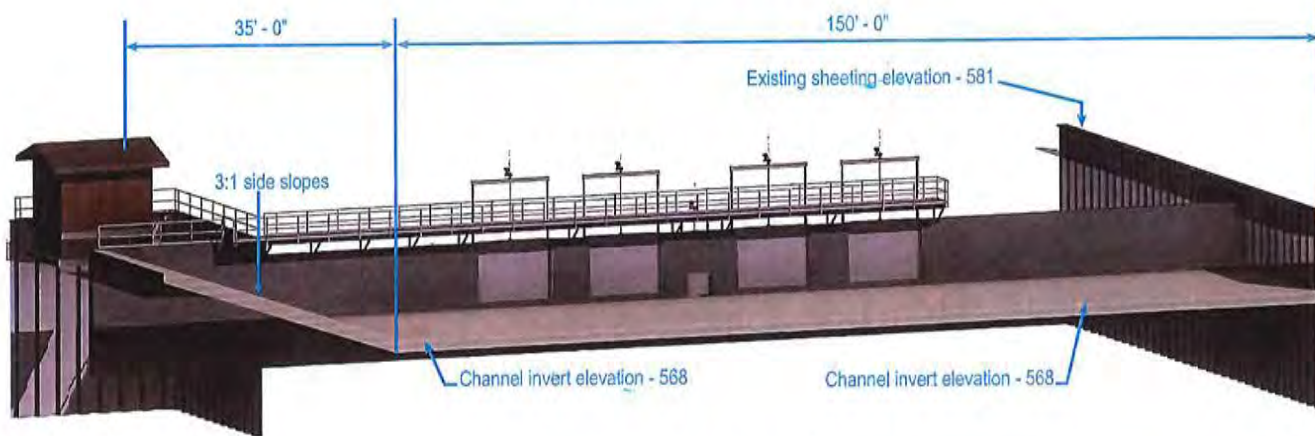 35' - 0"
150' - 0"
Existing sheeting elevation - 581
3:1 side slopes
Channel invert elevation - 568
Channel invert elevation - 568